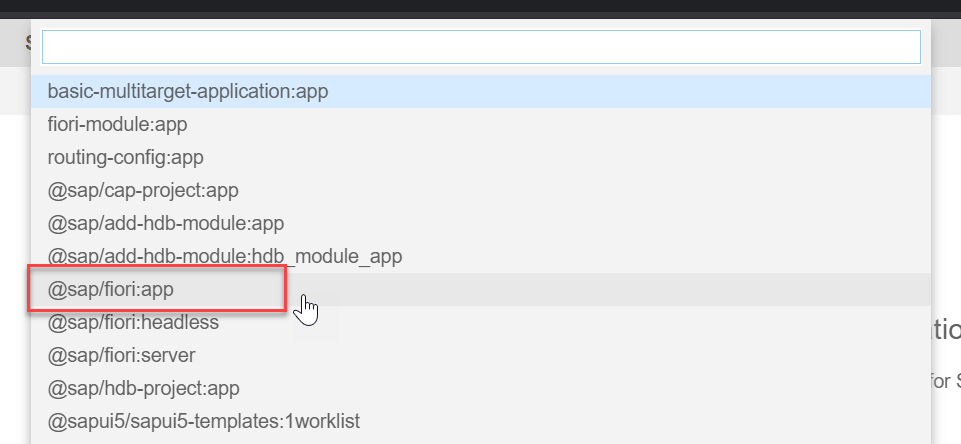 basic-multitarget-application:app
fiori-module:app
routing-config:app
@sap/cap-project:app
@sap/add-hdb-module:app
@sap/add-hdb-module:hdb_module_app
@sap/fiori:app
@sap/fiori:headless
@sap/fiori:server
@sap/hdb-project:app
for S
@sapui5/sapui5-templates:1worklist